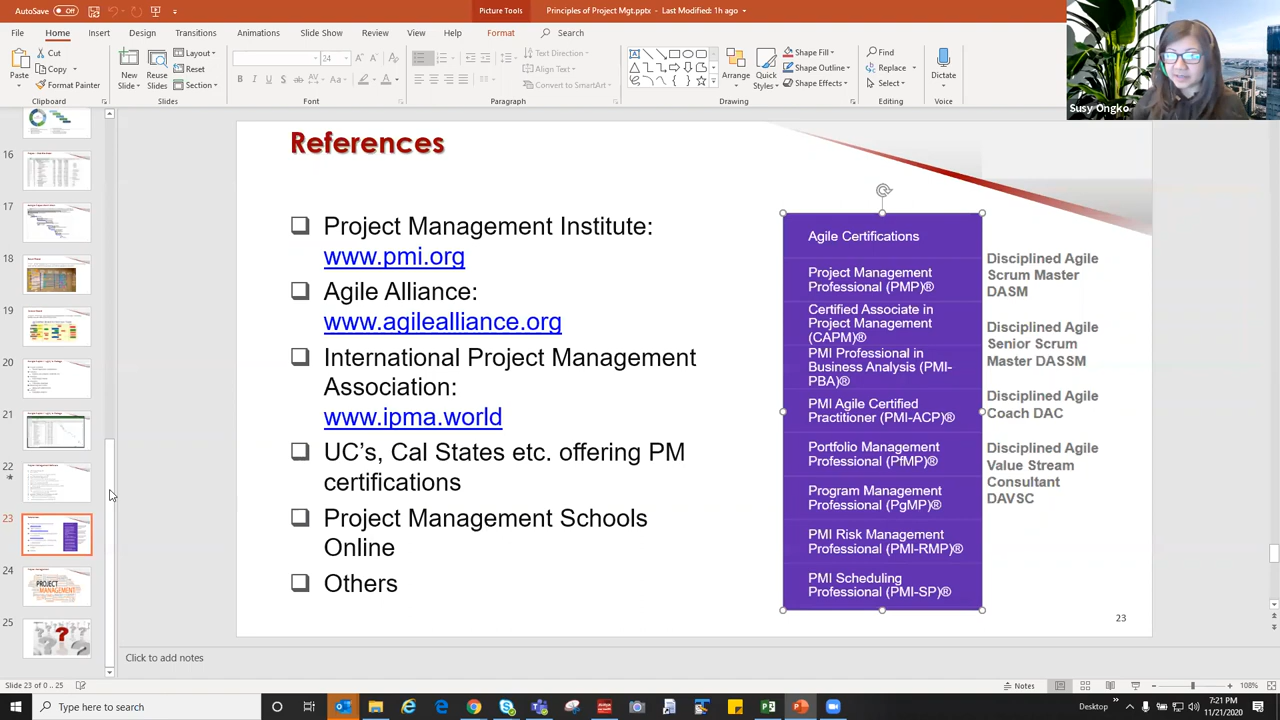 AutoSave Off
Picture Tools
Principles of Project Mgt.pptx - Last Modified: 1h ago
File Home Insert Design Transitions Animations Slide Show Review View Help Format Search
Paste
Cut
Copy
Format Painter
Clipboard
New Slides
Reuse Slides
Layout
Reset
Section
Slides
24
Font
Text Direction
Align Text
Convert to SmartArt
Paragraph
Arrange
Quick Styles
Shape Fill
Shape Outline
Shape Effects
Drawing
Find
Replace
Select
Editing
Dictate
Voice
Susy Ongko
16
17
18
19
20
21
22
23
24
PROJECT
MANAGEMENT
25
References
Project Management Institute:
www.pmi.org
Agile Alliance:
www.agilealliance.org
International Project Management
Association:
www.ipma.world
UC’s, Cal States etc. offering PM
certifications
Project Management Schools
Online
Others
Agile Certifications
Project Management
Professional (PMP)®
Certified Associate in
Project Management
(CAPM)®
PMI Professional in
Business Analysis (PMI-
PBA)®
PMI Agile Certified
Practitioner (PMI-ACP)®
Portfolio Management
Professional (PfMP)®
Program Management
Professional (PgMP)®
PMI Risk Management
Professional (PMI-RMP)®
PMI Scheduling
Professional (PMI-SP)®
Disciplined Agile
Scrum Master
DASM
Disciplined Agile
Senior Scrum
Master DASSM
Disciplined Agile
Coach DAC
Disciplined Agile
Value Stream
Consultant
DAVSC
23
Click to add notes
Slide 23 of 0 .. 25
Notes
108%
Type here to search
Desktop
7:21 PM
11/21/2020